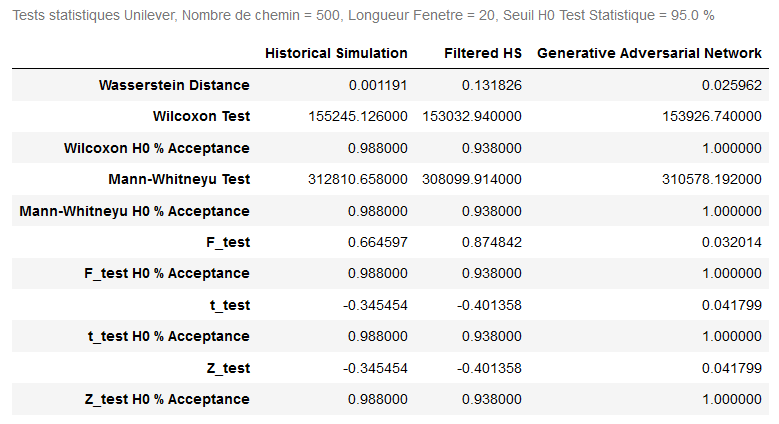 Tests statistiques Unilever, Nombre de chemin = 500, Longueur Fenetre = 20, Seuil H0 Test Statistique = 95.0 %
Historical Simulation Filtered HS Generative Adversarial Network
Wasserstein Distance 0.001191 0.131826 0.025962
Wilcoxon Test 155245.126000 153032.940000 153926.740000
Wilcoxon H0 % Acceptance 0.988000 0.938000 1.000000
Mann-Whitneyu Test 312810.658000 308099.914000 310578.192000
Mann-Whitneyu H0 % Acceptance 0.988000 0.938000 1.000000
F_test 0.664597 0.874842 0.032014
F_test H0 % Acceptance 0.988000 0.938000 1.000000
t_test -0.345454 -0.401358 0.041799
t_test H0 % Acceptance 0.988000 0.938000 1.000000
Z_test -0.345454 -0.401358 0.041799
Z_test H0 % Acceptance 0.988000 0.938000 1.000000